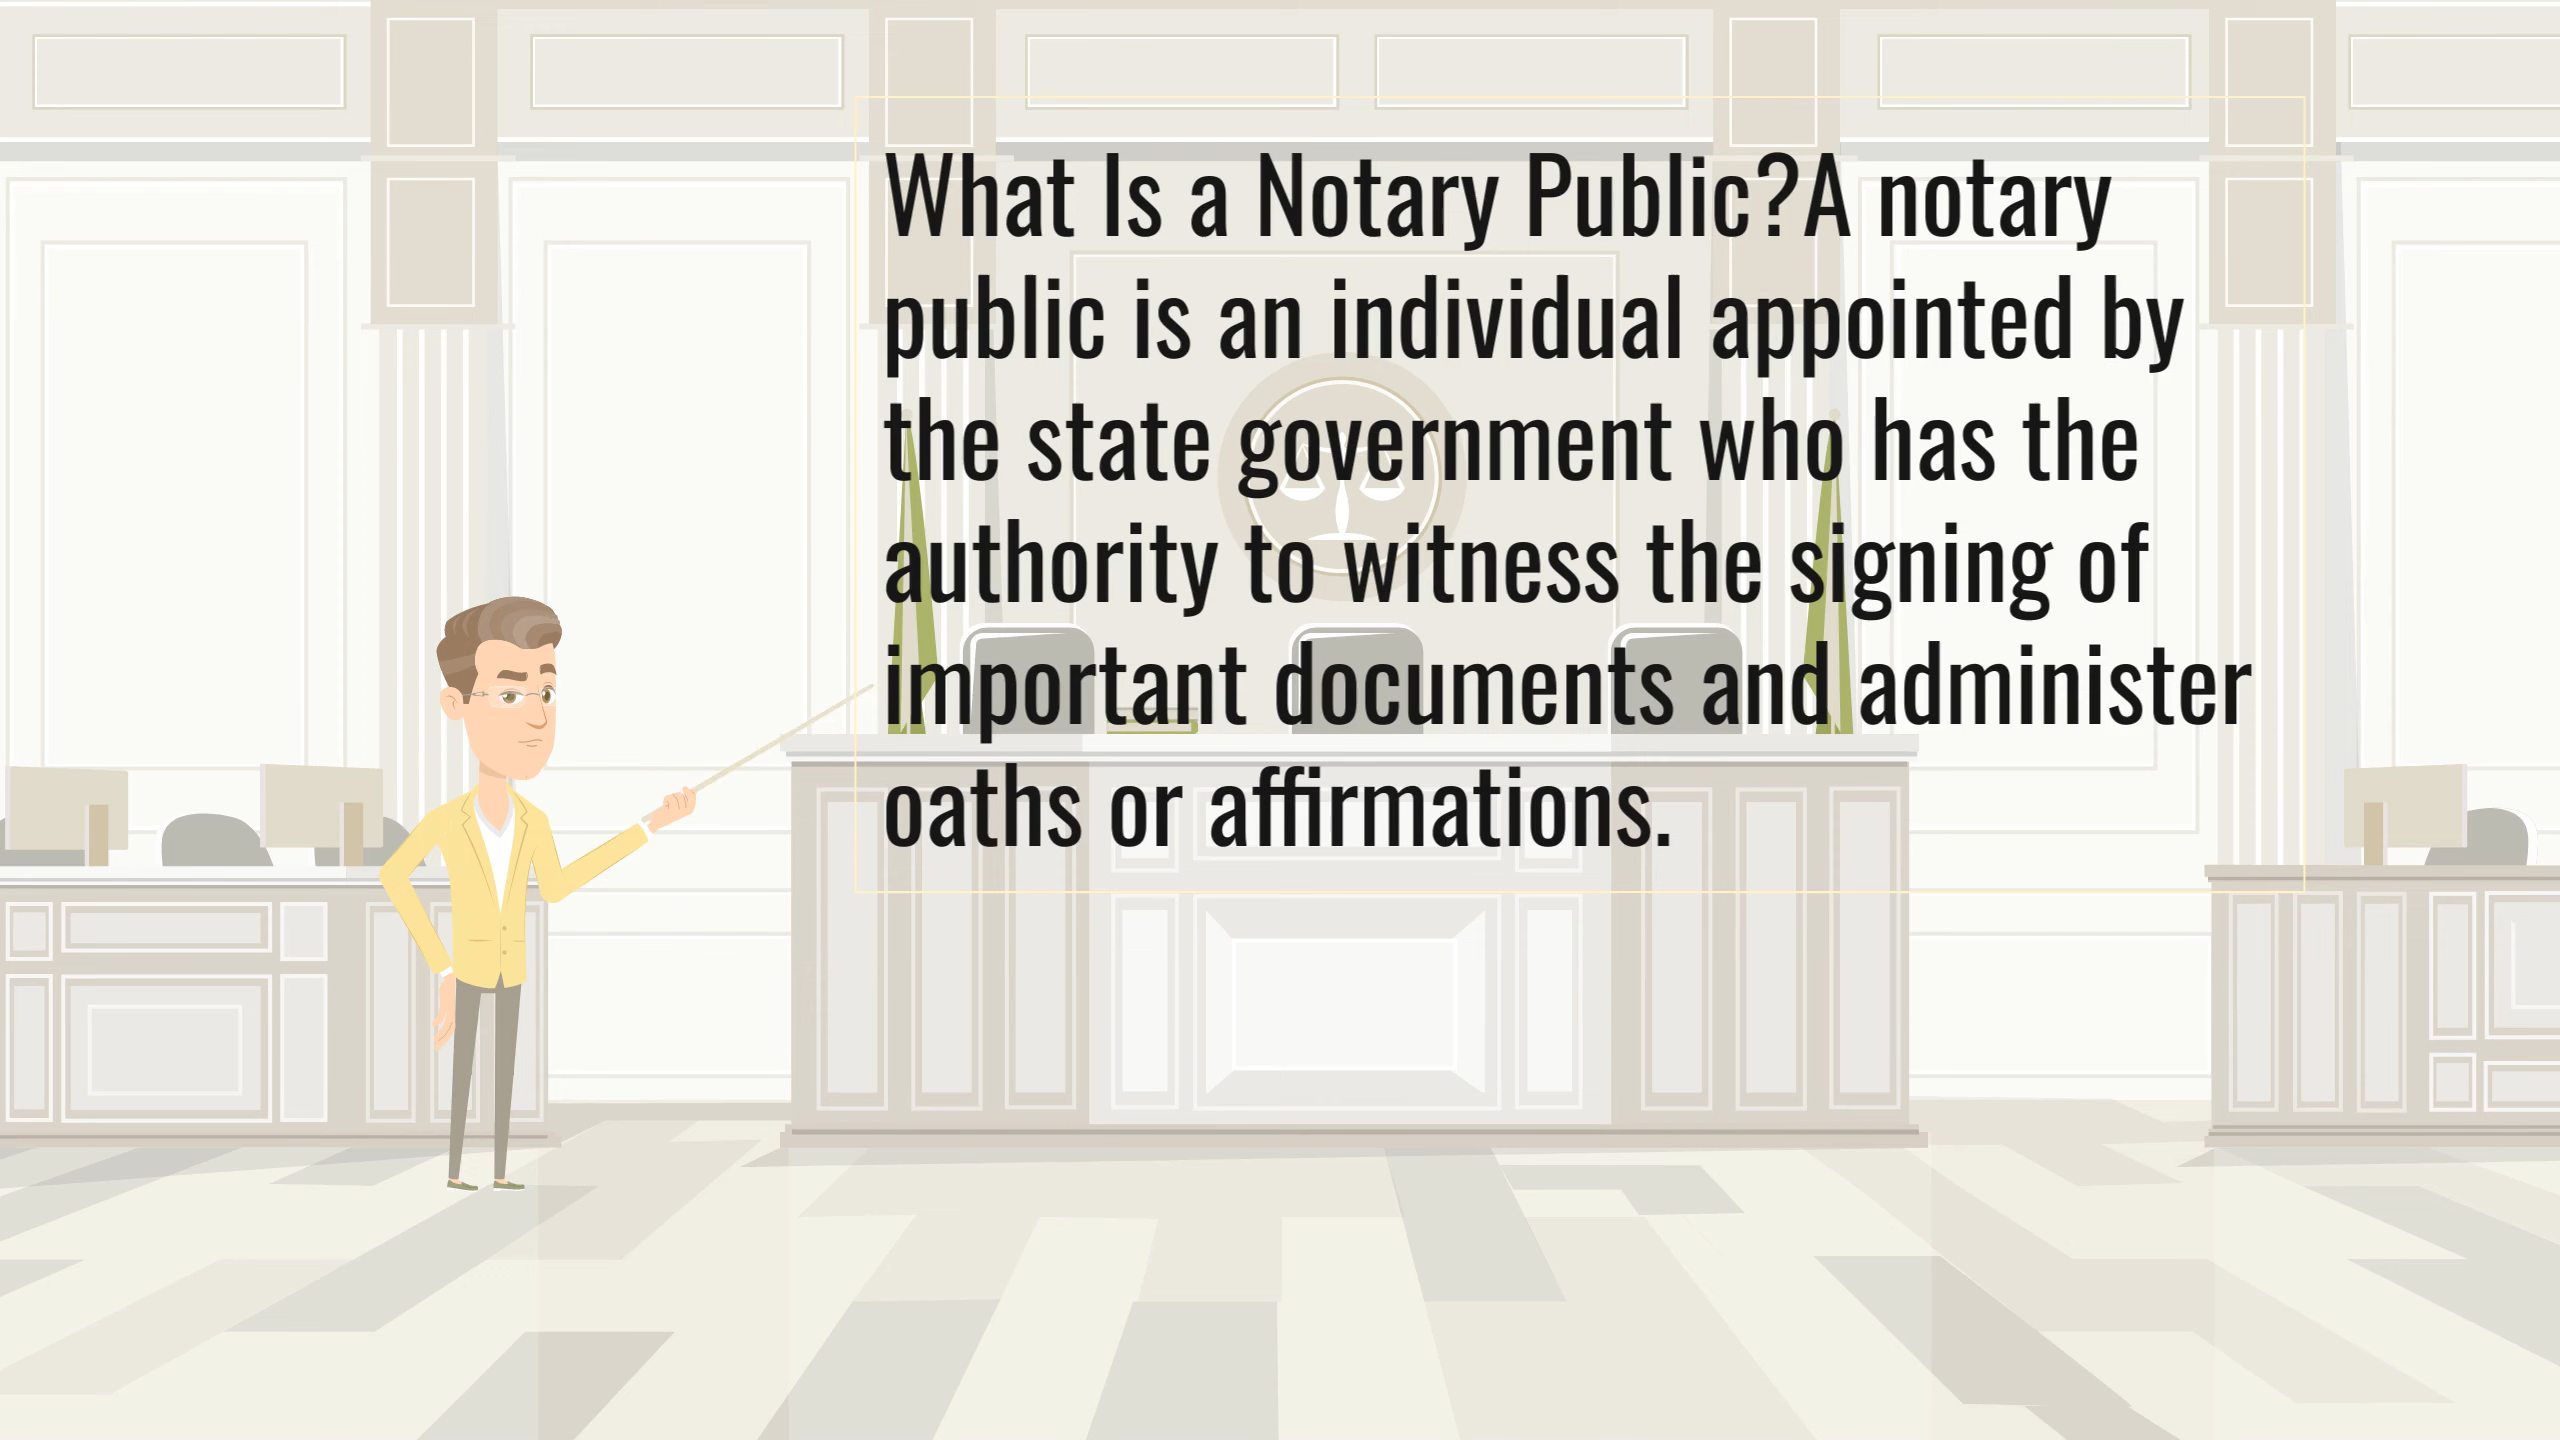 What Is a Notary Public?A notary
public is an individual appointed by
the state government who has the
authority to witness the signing of
important documents and administer
oaths or affirmations.